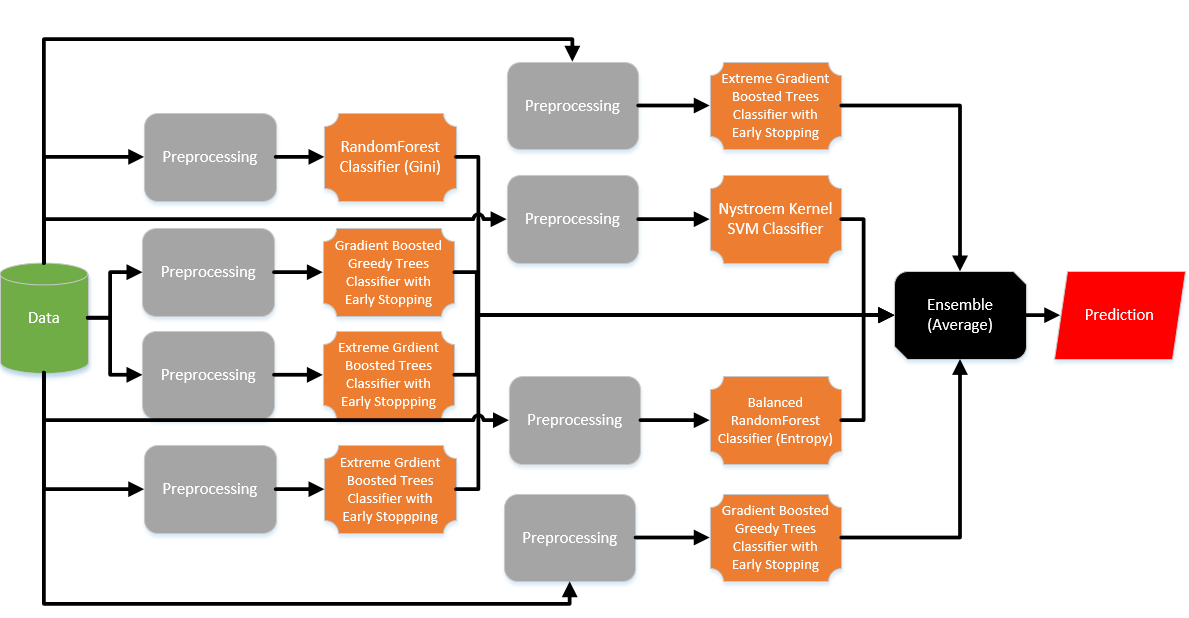 Preprocessing
Extreme Gradient
Boosted Trees
Classifier with
Early Stopping
Preprocessing
RandomForest
Classifier (Gini)
Preprocessing
Nystroem Kernel
SVM Classifier
Preprocessing
Gradient Boosted
Greedy Trees
Classifier with
Early Stopping
Data
Ensemble
(Average)
Prediction
Preprocessing
Extreme Grdient
Boosted Trees
Classifier with
Early Stoppping
Preprocessing
Balanced
RandomForest
Classifier (Entropy)
Preprocessing
Extreme Grdient
Boosted Trees
Classifier with
Early Stoppping
Preprocessing
Gradient Boosted
Greedy Trees
Classifier with
Early Stopping